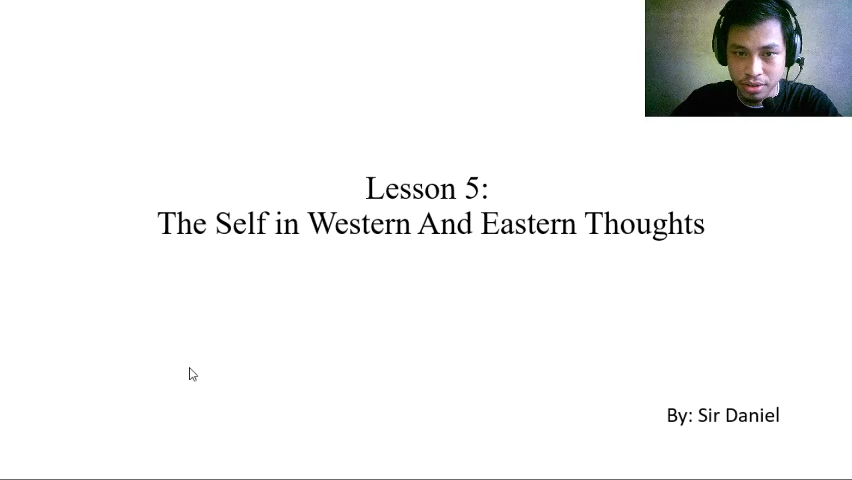 Lesson 5:
The Self in Western And Eastern Thoughts
By: Sir Daniel